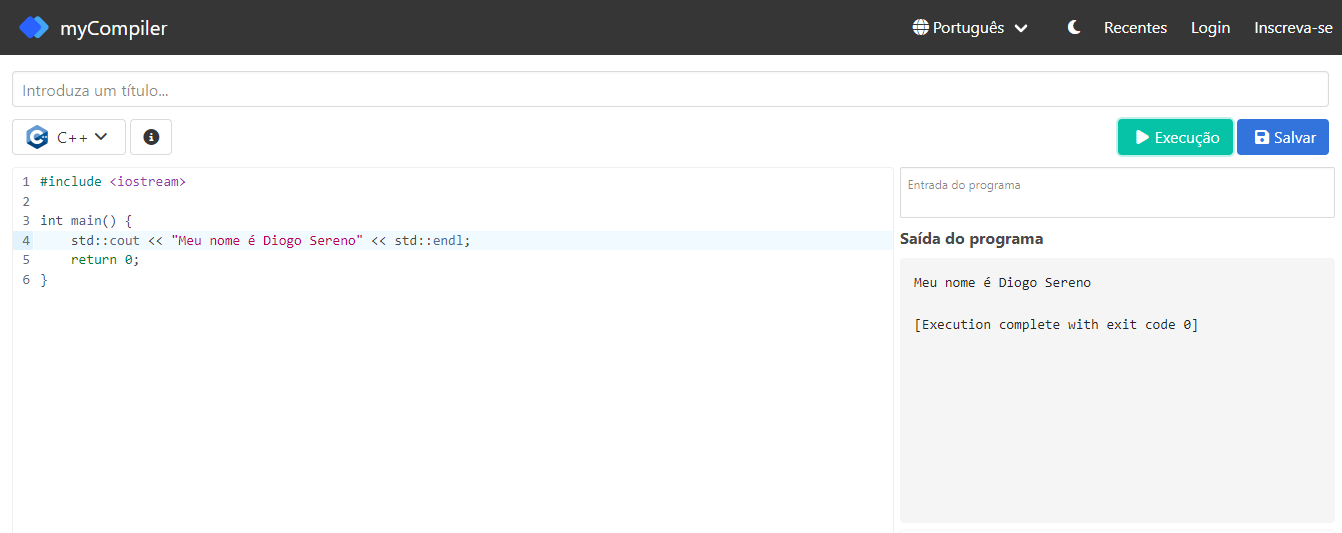 myCompiler
Português
Recentes
Login
Inscreva-se
Introduza um título...
C++
Execução
Salvar
1 #include <iostream>
2
3 int main() {
4     std::cout << "Meu nome é Diogo Sereno" << std::endl;
5     return 0;
6 }
Entrada do programa
Saída do programa
Meu nome é Diogo Sereno
[Execution complete with exit code 0]